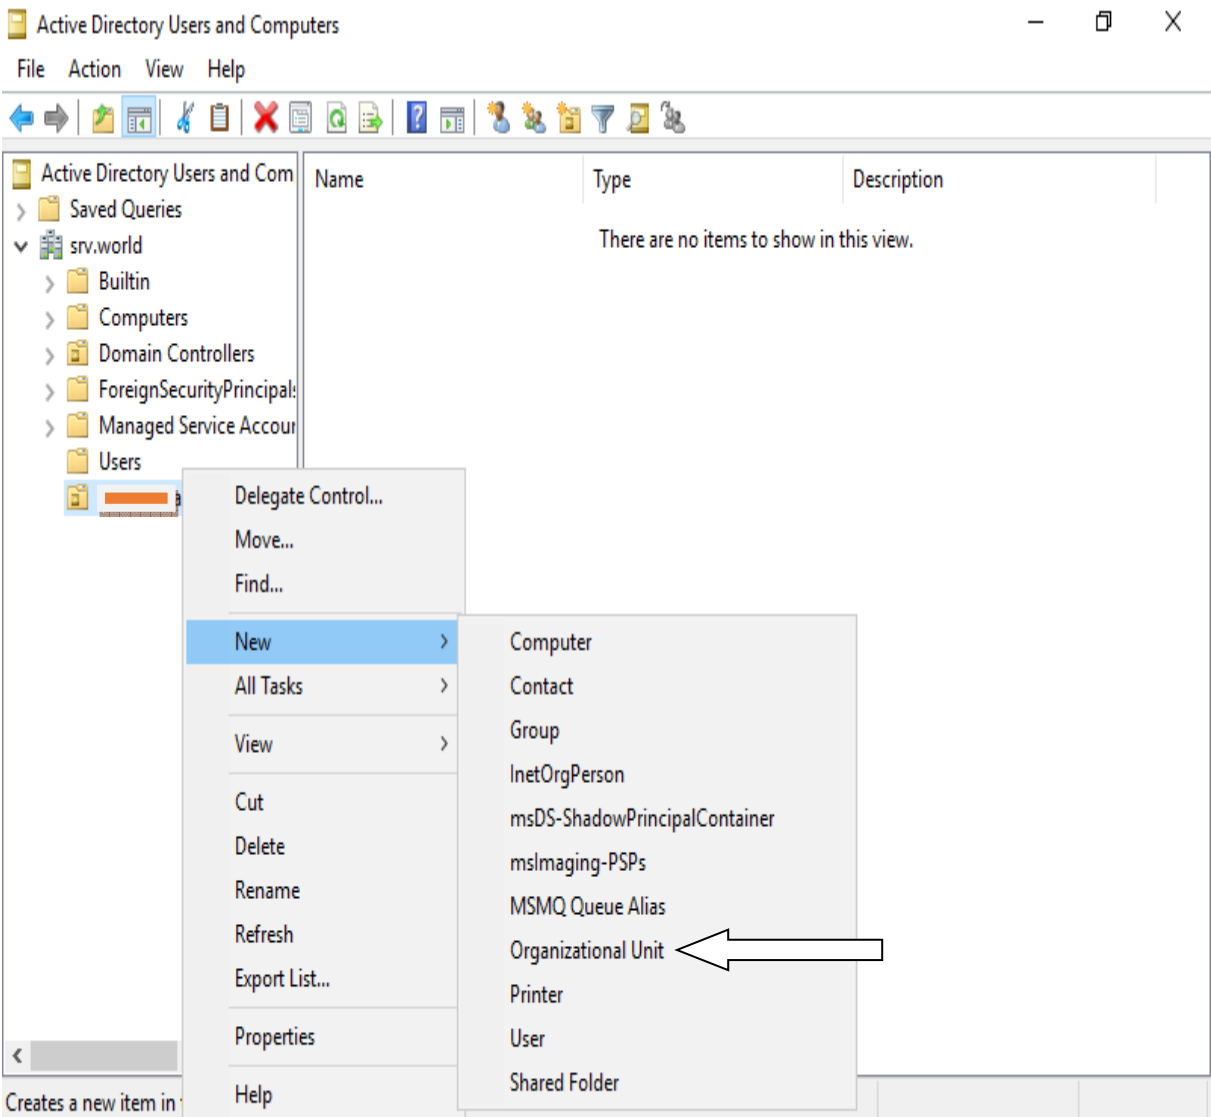 Active Directory Users and Computers
File Action View Help
Active Directory Users and Com
Name Type Description
Saved Queries
There are no items to show in this view.
srv.world
Builtin
Computers
Domain Controllers
ForeignSecurityPrincipals
Managed Service Accour
Users
Delegate Control...
Move...
Find...
New
All Tasks
View
Cut
Delete
Rename
Refresh
Export List...
Properties
Help
Computer
Contact
Group
InetOrgPerson
msDS-ShadowPrincipalContainer
msImaging-PSPs
MSMQ Queue Alias
Organizational Unit
Printer
User
Shared Folder
Creates a new item in